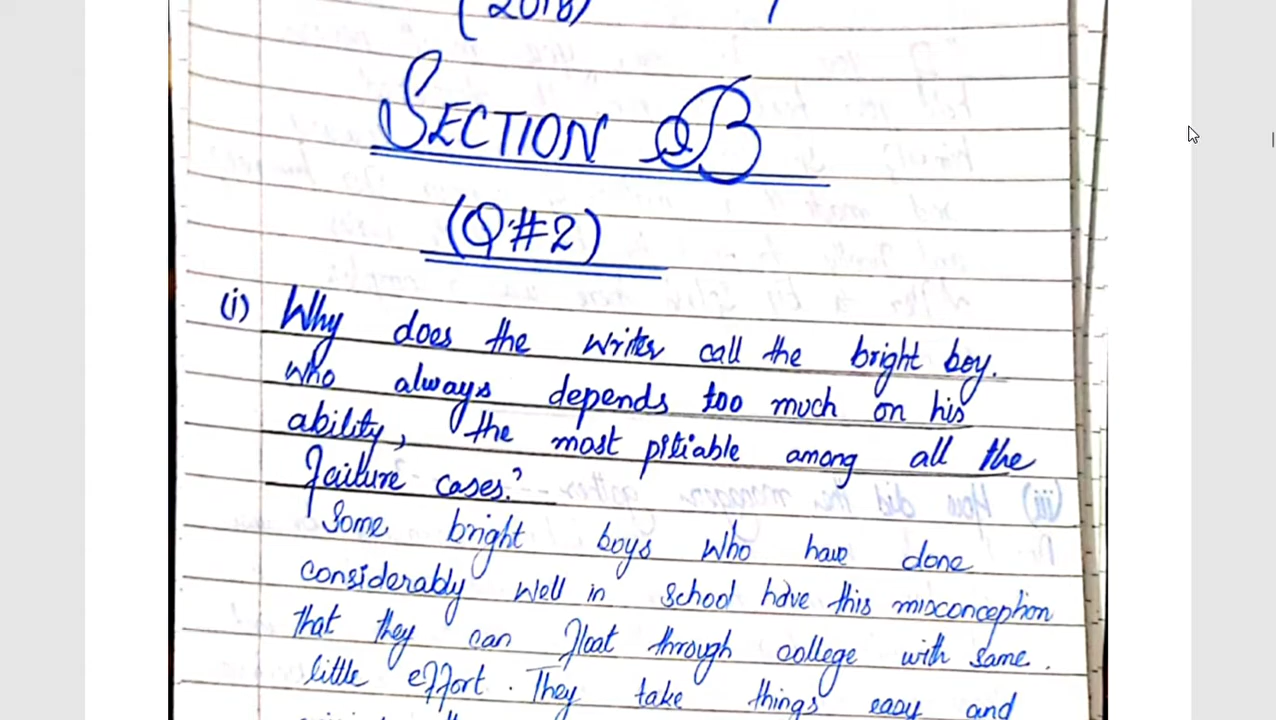 (2018)
SECTION B
(Q#2)
(i) Why does the writer call the bright boy.
who always depends too much on his
ability, the most pitiable among all the
failure cases?
Some bright boys who have done
considerably well in school have this misconception
that they can float through college with same.
little effort. They take things easy and